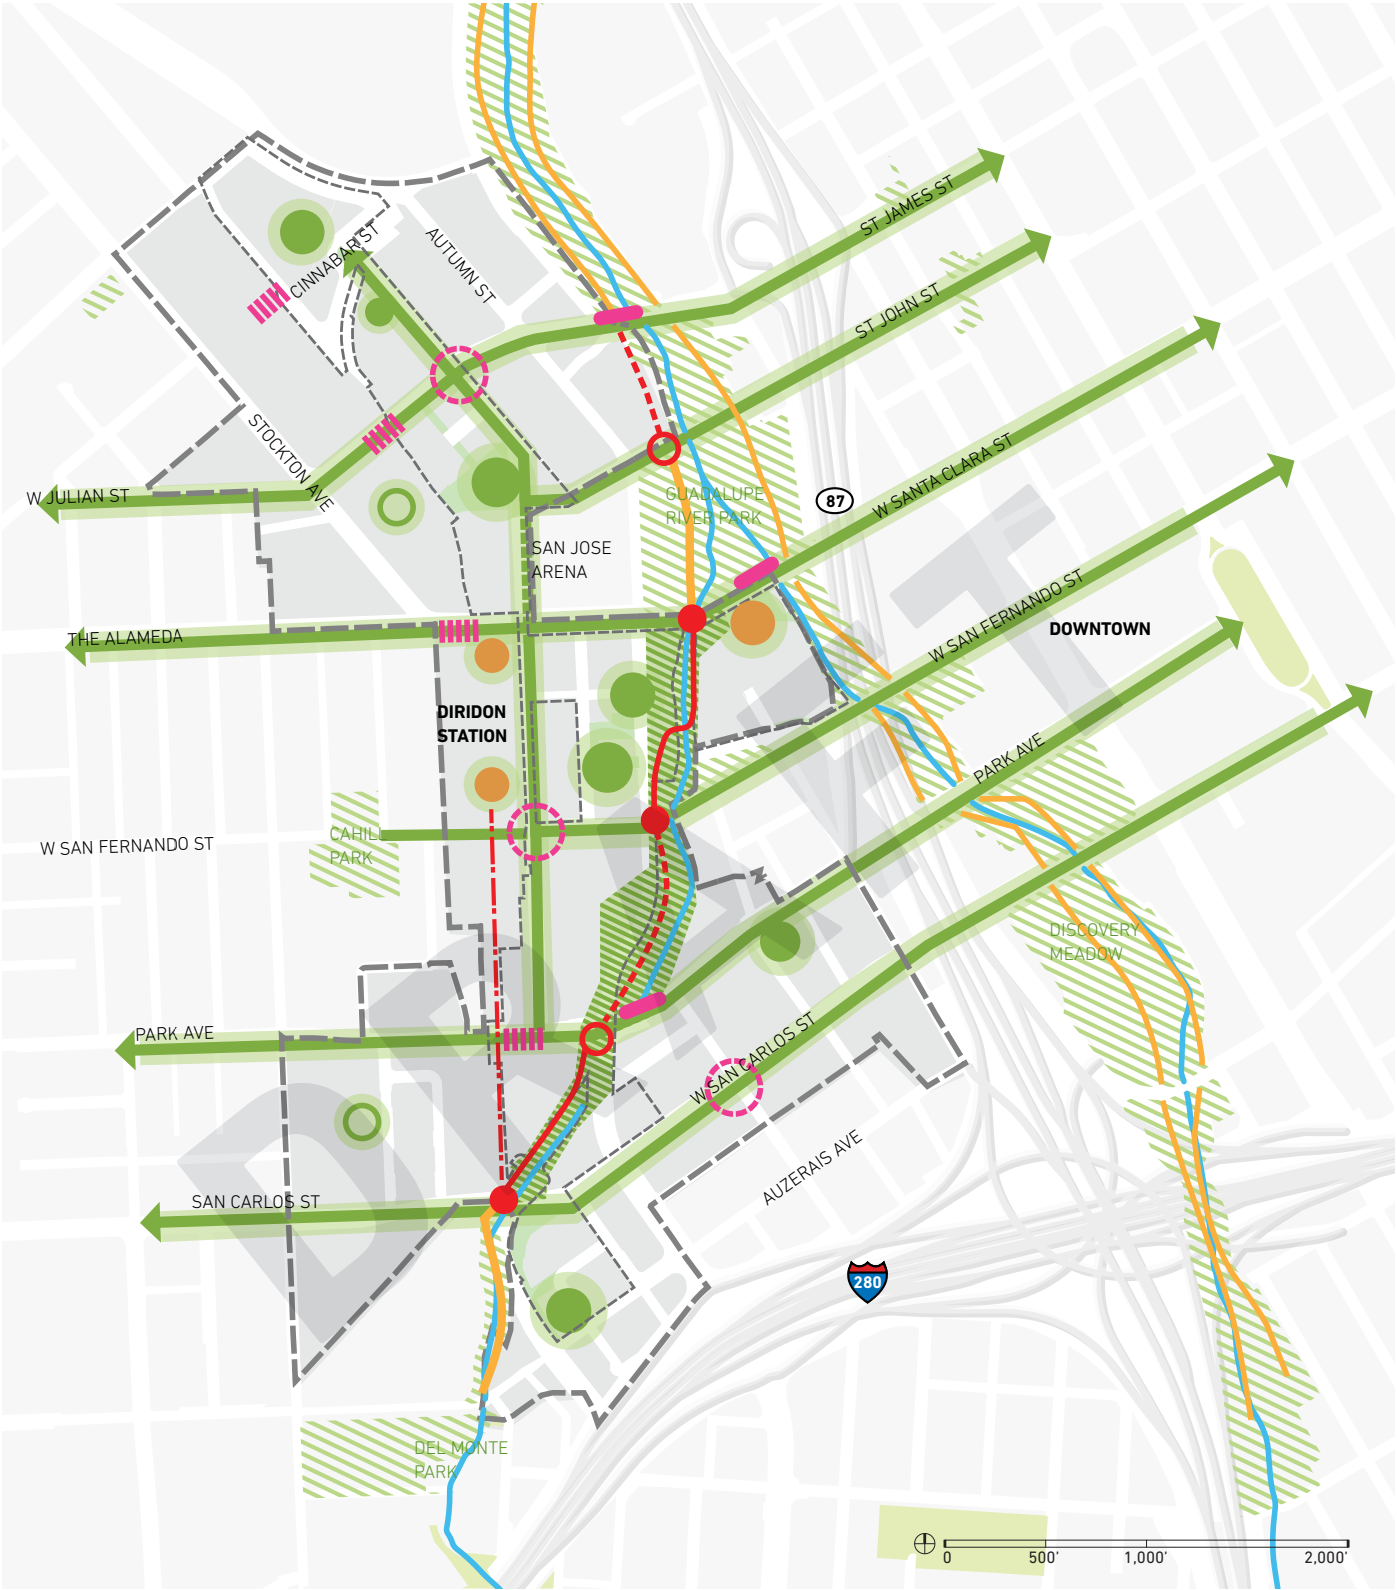 ST JAMES ST
CINNABAR ST
AUTUMN ST
ST JOHN ST
STOCKTON AVE
W JULIAN ST
GUADALUPE
RIVER PARK
87
W SANTA CLARA ST
SAN JOSE
ARENA
THE ALAMEDA
W SAN FERNANDO ST
DOWNTOWN
DIRIDON
STATION
PARK AVE
CAHILL
PARK
W SAN FERNANDO ST
DISCOVERY
MEADOW
PARK AVE
W SAN CARLOS ST
AUZERAIS AVE
SAN CARLOS ST
280
DEL MONTE
PARK
0 500' 1,000' 2,000'
DRAFT